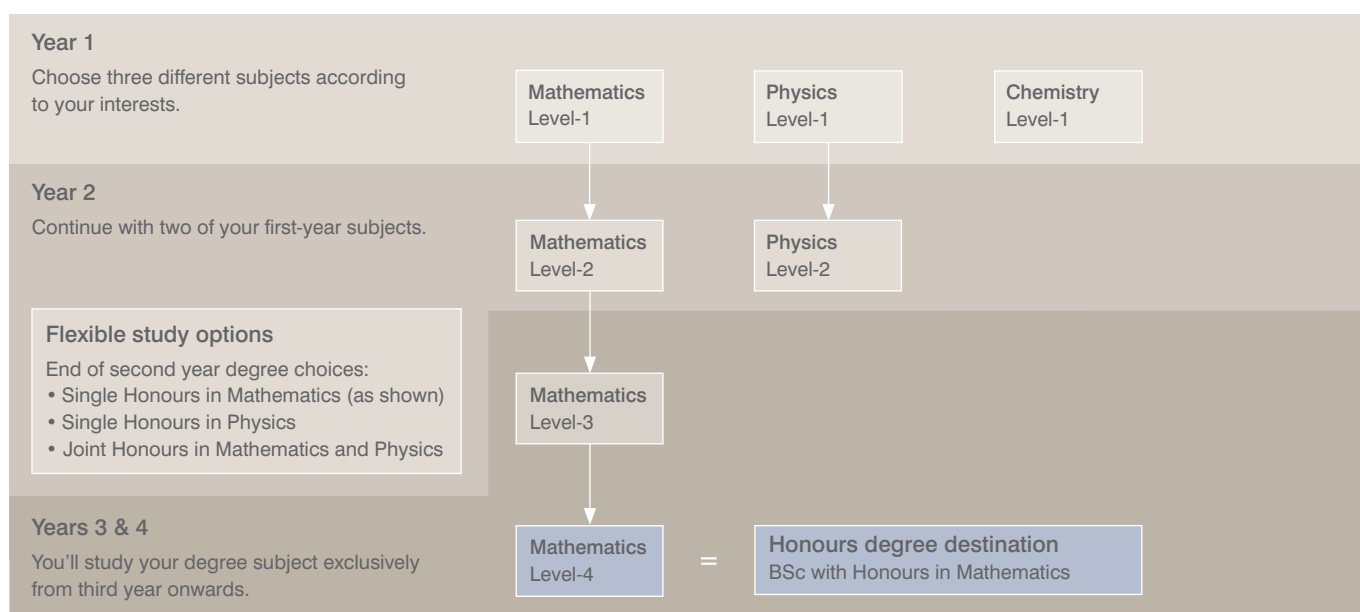 Year 1
Choose three different subjects according
to your interests.
Mathematics
Level-1
Physics
Level-1
Chemistry
Level-1
Year 2
Continue with two of your first-year subjects.
Mathematics
Level-2
Physics
Level-2
Flexible study options
End of second year degree choices:
• Single Honours in Mathematics (as shown)
• Single Honours in Physics
• Joint Honours in Mathematics and Physics
Mathematics
Level-3
Years 3 & 4
You’ll study your degree subject exclusively
from third year onwards.
Mathematics
Level-4
=
Honours degree destination
BSc with Honours in Mathematics